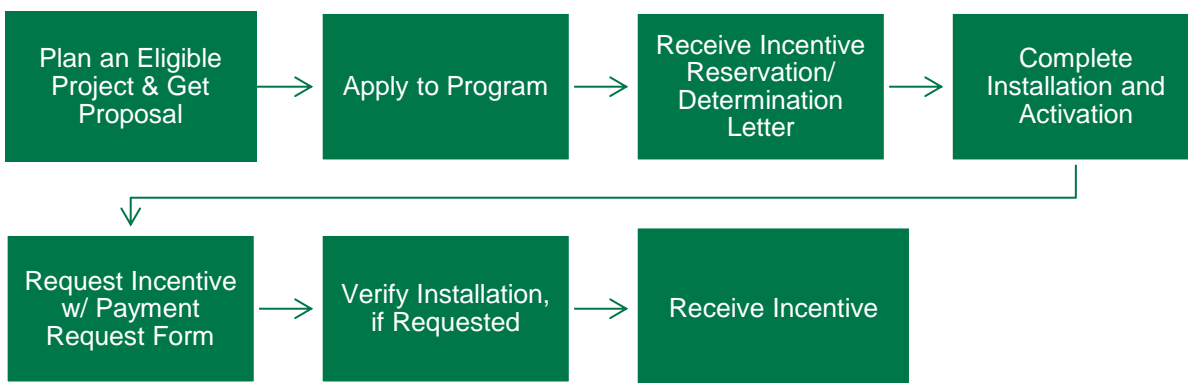 Plan an Eligible
Project & Get
Proposal
Apply to Program
Receive Incentive
Reservation/
Determination
Letter
Complete
Installation and
Activation
Request Incentive
w/ Payment
Request Form
Verify Installation,
if Requested
Receive Incentive